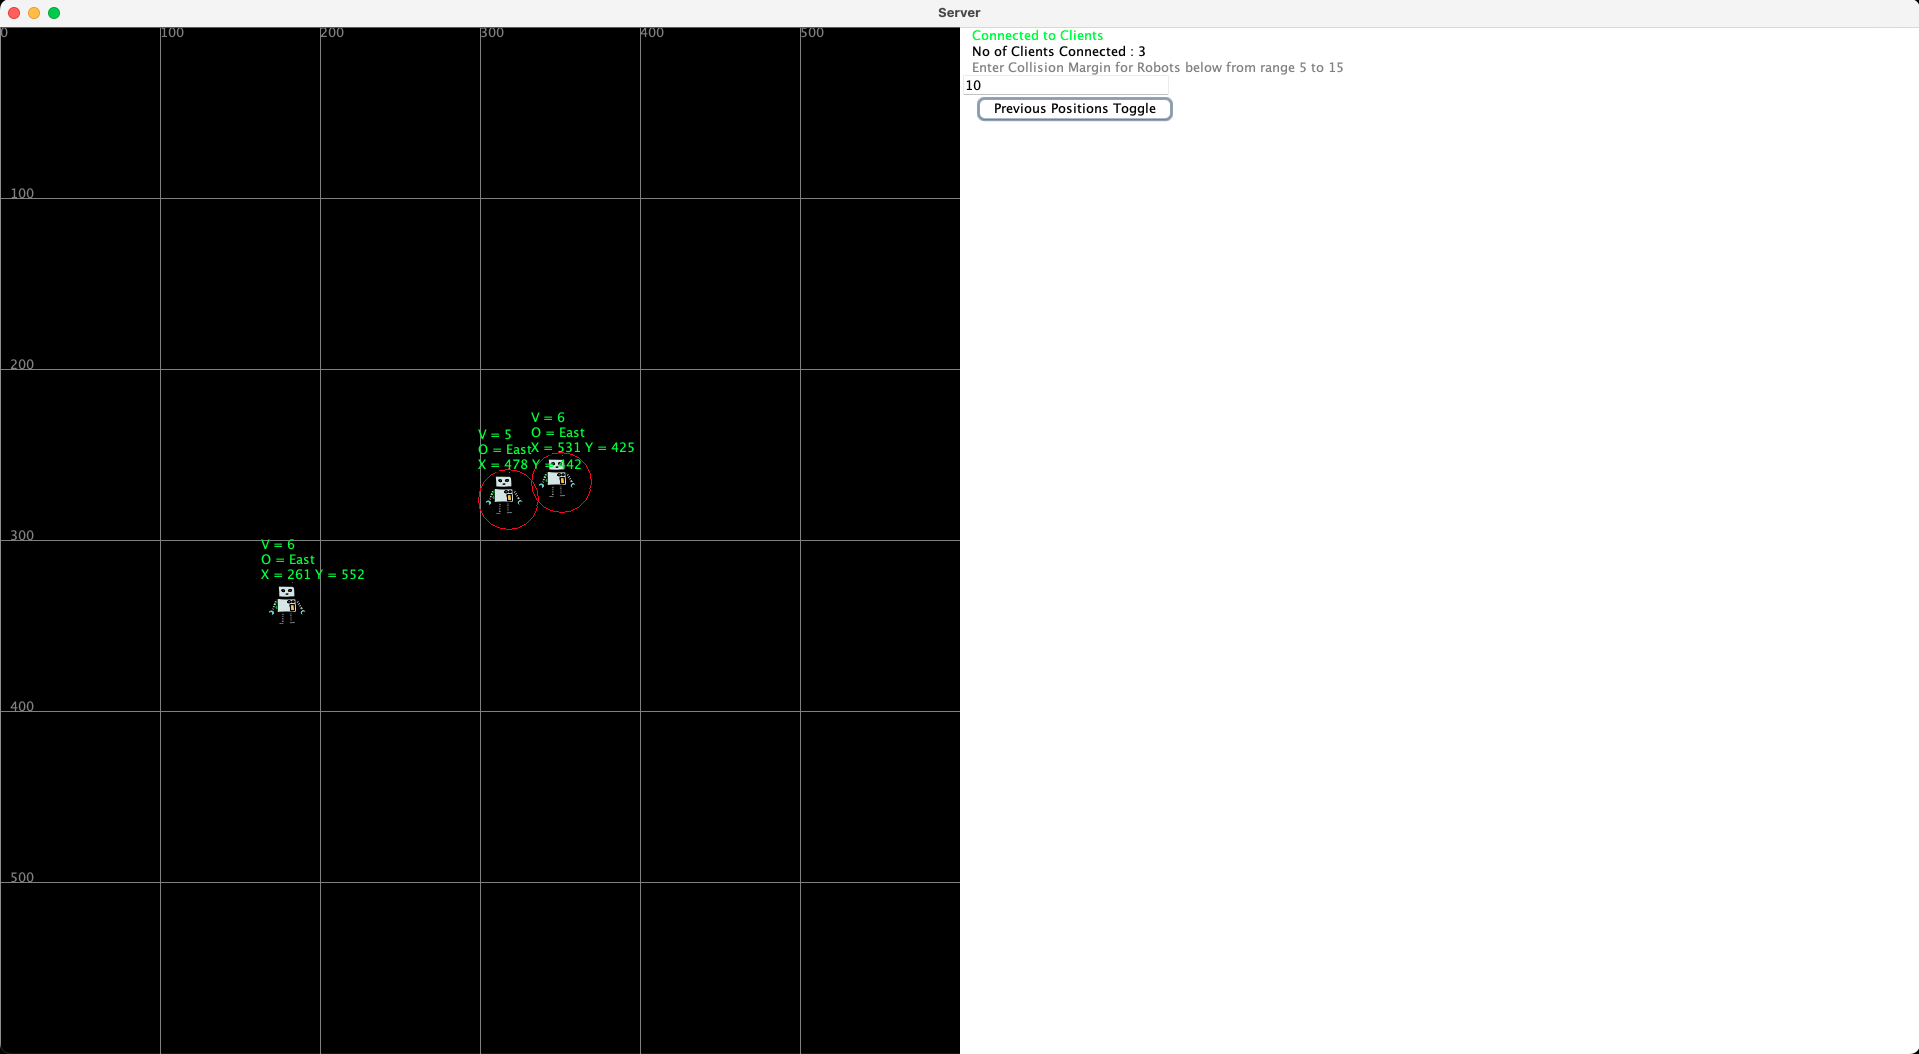 Server
0 100 200 300 400 500
100
200
300
400
500
V = 6
O = East
X = 531 Y = 425
V = 5
O = East
X = 478 Y = 442
V = 6
O = East
X = 261 Y = 552
Connected to Clients
No of Clients Connected : 3
Enter Collision Margin for Robots below from range 5 to 15
10
Previous Positions Toggle